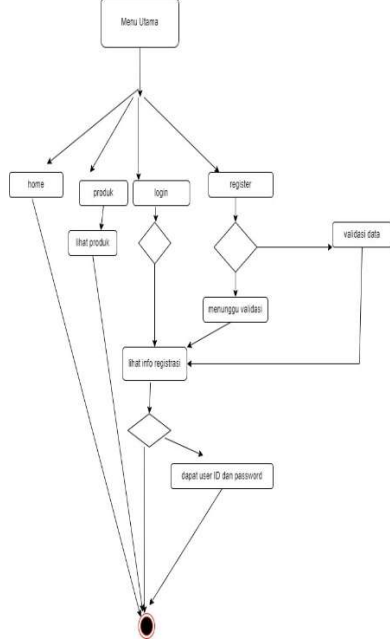 Menu Utama
home
produk
login
register
lihat produk
validasi data
menunggu validasi
lihat info registrasi
dapat user ID dan password